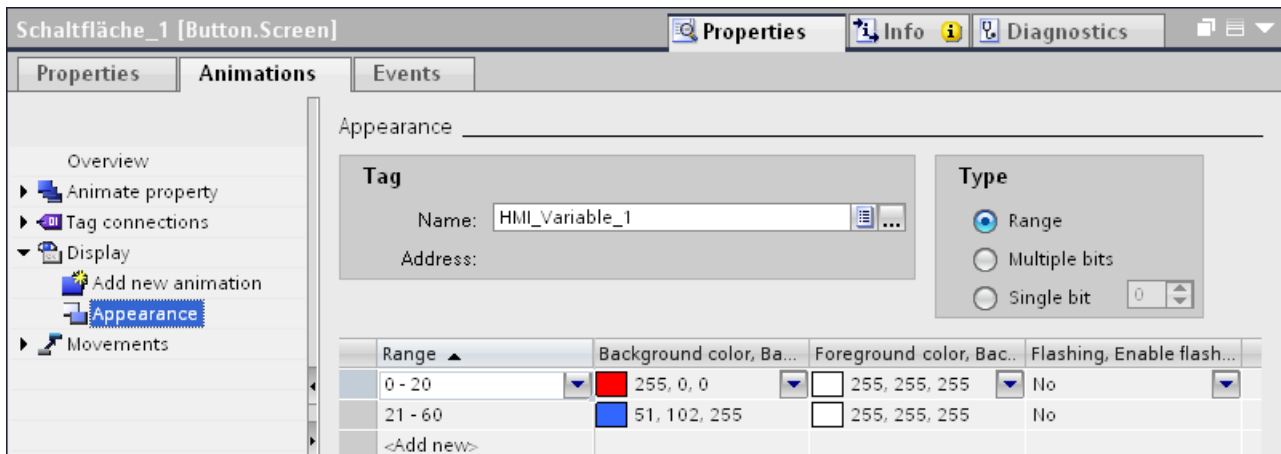 Schaltfläche_1 [Button.Screen]
Properties
Info
Diagnostics
Properties
Animations
Events
Overview
Animate property
Tag connections
Display
Add new animation
Appearance
Movements
Appearance
Tag
Name: HMI_Variable_1
Address:
Type
Range
Multiple bits
Single bit 0
Range Background color, Ba... Foreground color, Bac.. Flashing, Enable flash...
0 - 20 255, 0, 0 255, 255, 255 No
21 - 60 51, 102, 255 255, 255, 255 No
<Add new>